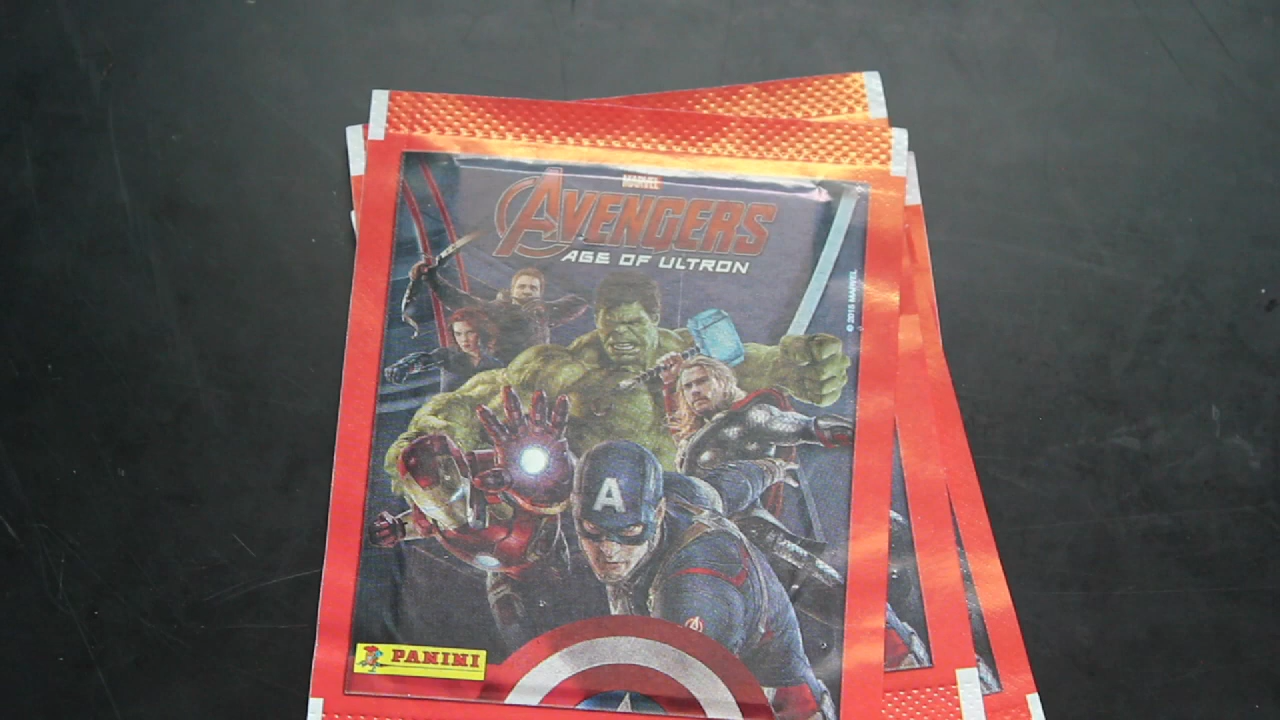 MARVEL
AVENGERS
AGE OF ULTRON
© 2015 MARVEL
A
PANINI